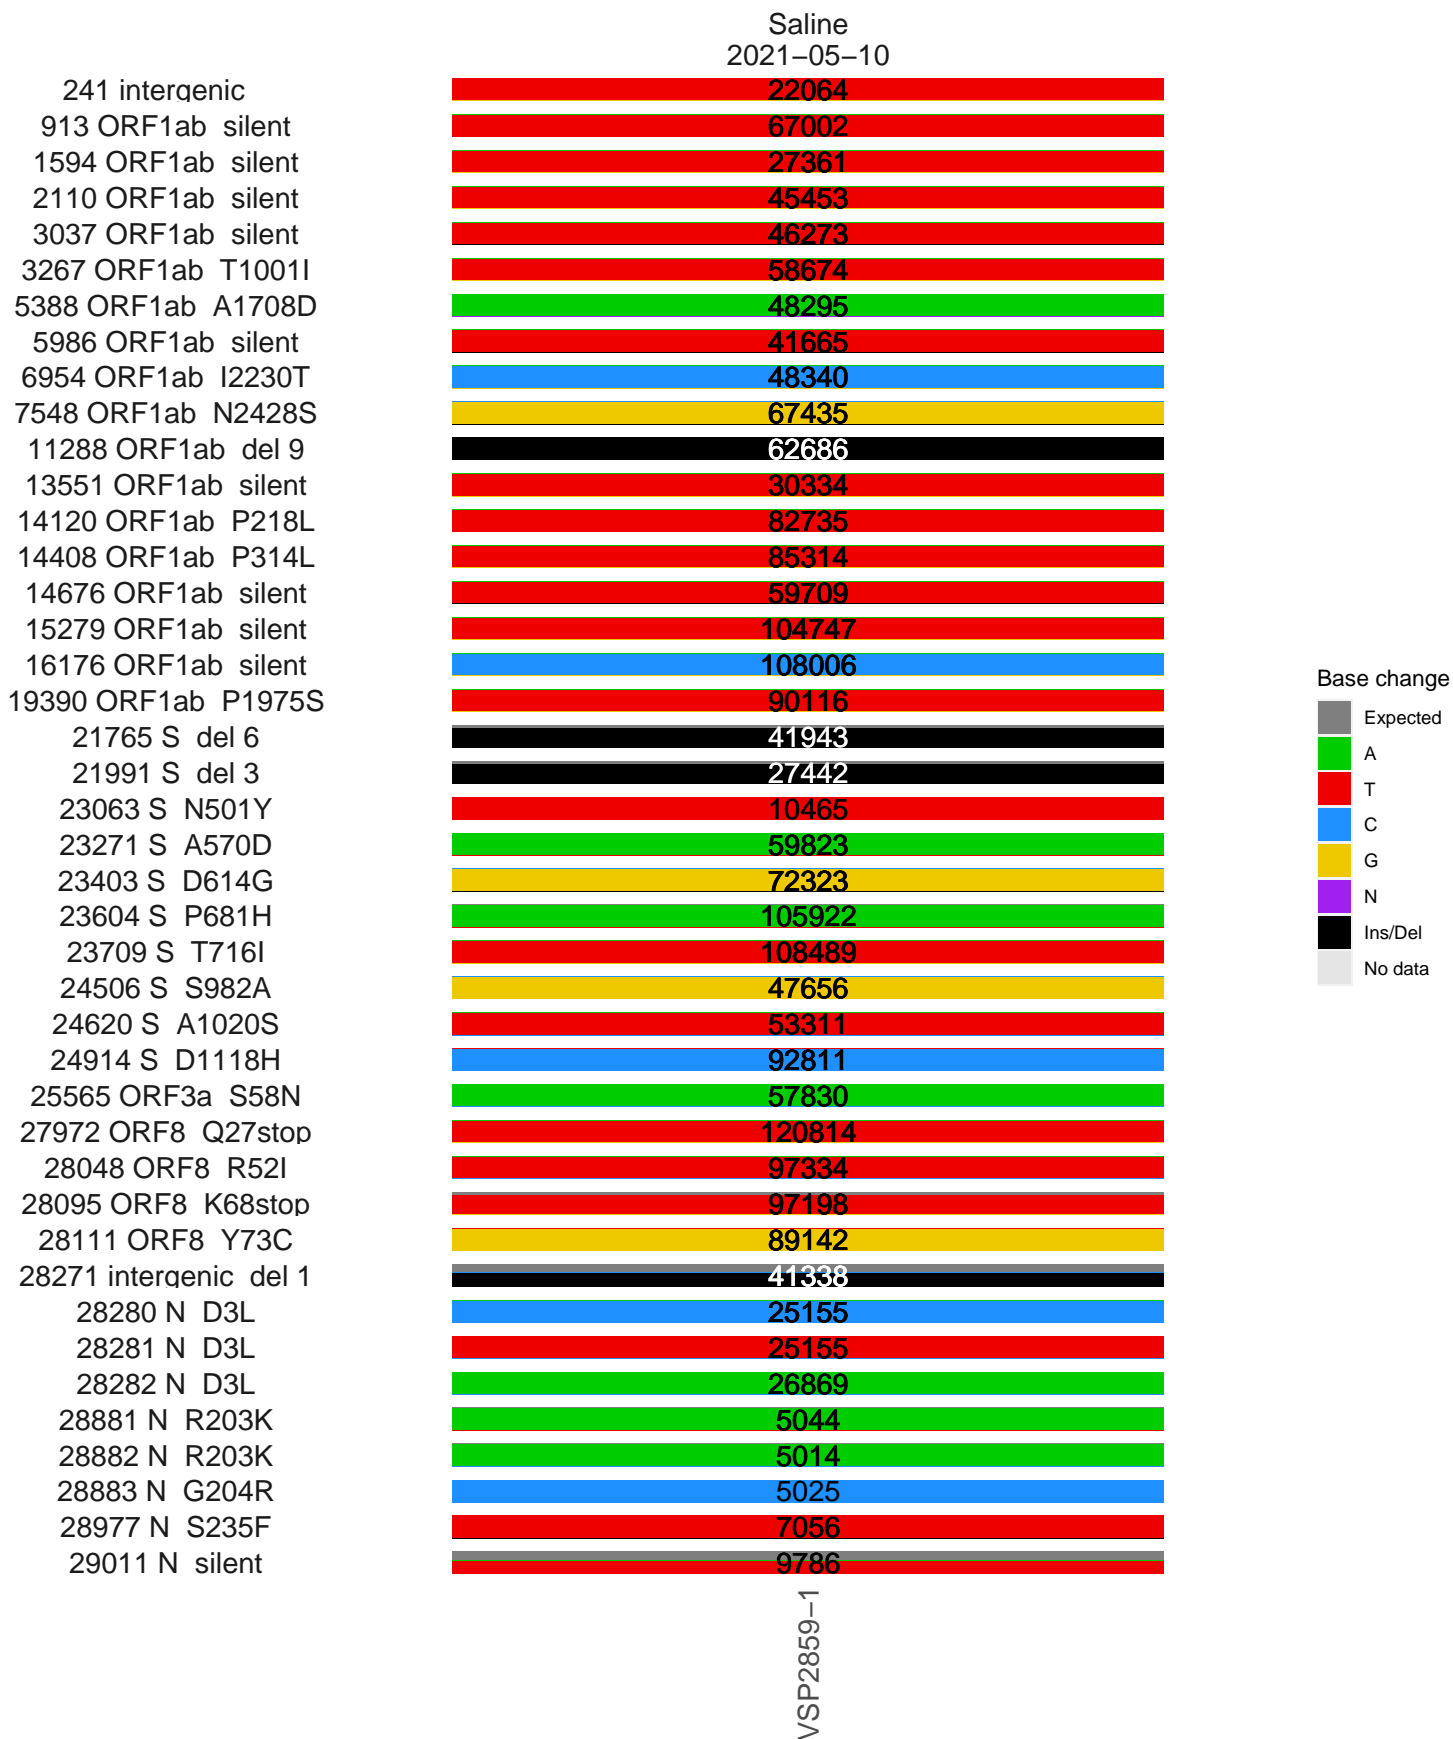 Saline
2021−05−10
241 intergenic 22064
913 ORF1ab silent 67002
1594 ORF1ab silent 27361
2110 ORF1ab silent 45453
3037 ORF1ab silent 46273
3267 ORF1ab T1001I 58674
5388 ORF1ab A1708D 48295
5986 ORF1ab silent 41665
6954 ORF1ab I2230T 48340
7548 ORF1ab N2428S 67435
11288 ORF1ab del 9 62686
13551 ORF1ab silent 30334
14120 ORF1ab P218L 82735
14408 ORF1ab P314L 85314
14676 ORF1ab silent 59709
15279 ORF1ab silent 104747
16176 ORF1ab silent 108006
19390 ORF1ab P1975S 90116
21765 S del 6 41943
21991 S del 3 27442
23063 S N501Y 10465
23271 S A570D 59823
23403 S D614G 72323
23604 S P681H 105922
23709 S T716I 108489
24506 S S982A 47656
24620 S A1020S 53311
24914 S D1118H 92811
25565 ORF3a S58N 57830
27972 ORF8 Q27stop 120814
28048 ORF8 R52I 97334
28095 ORF8 K68stop 97198
28111 ORF8 Y73C 89142
28271 intergenic del 1 41338
28280 N D3L 25155
28281 N D3L 25155
28282 N D3L 26869
28881 N R203K 5044
28882 N R203K 5014
28883 N G204R 5025
28977 N S235F 7056
29011 N silent 9786
VSP2859−1
Base change
Expected
A
T
C
G
N
Ins/Del
No data